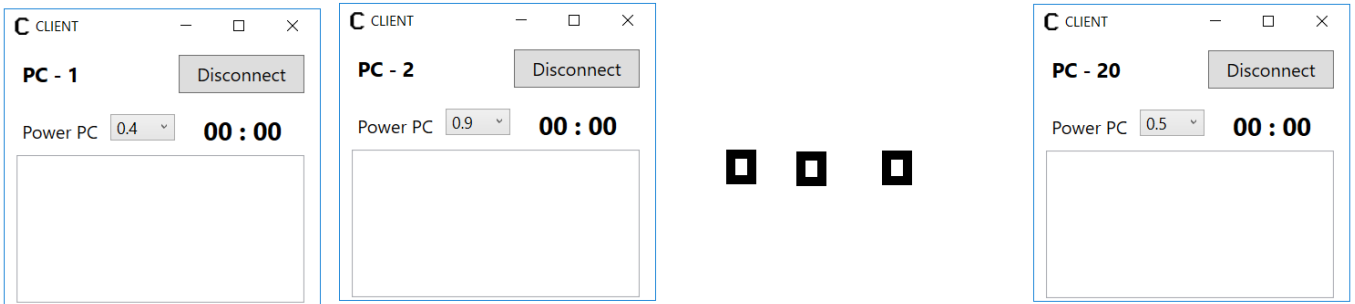 CLIENT
PC - 1
Disconnect
Power PC
0.4
00 : 00
CLIENT
PC - 2
Disconnect
Power PC
0.9
00 : 00
CLIENT
PC - 20
Disconnect
Power PC
0.5
00 : 00